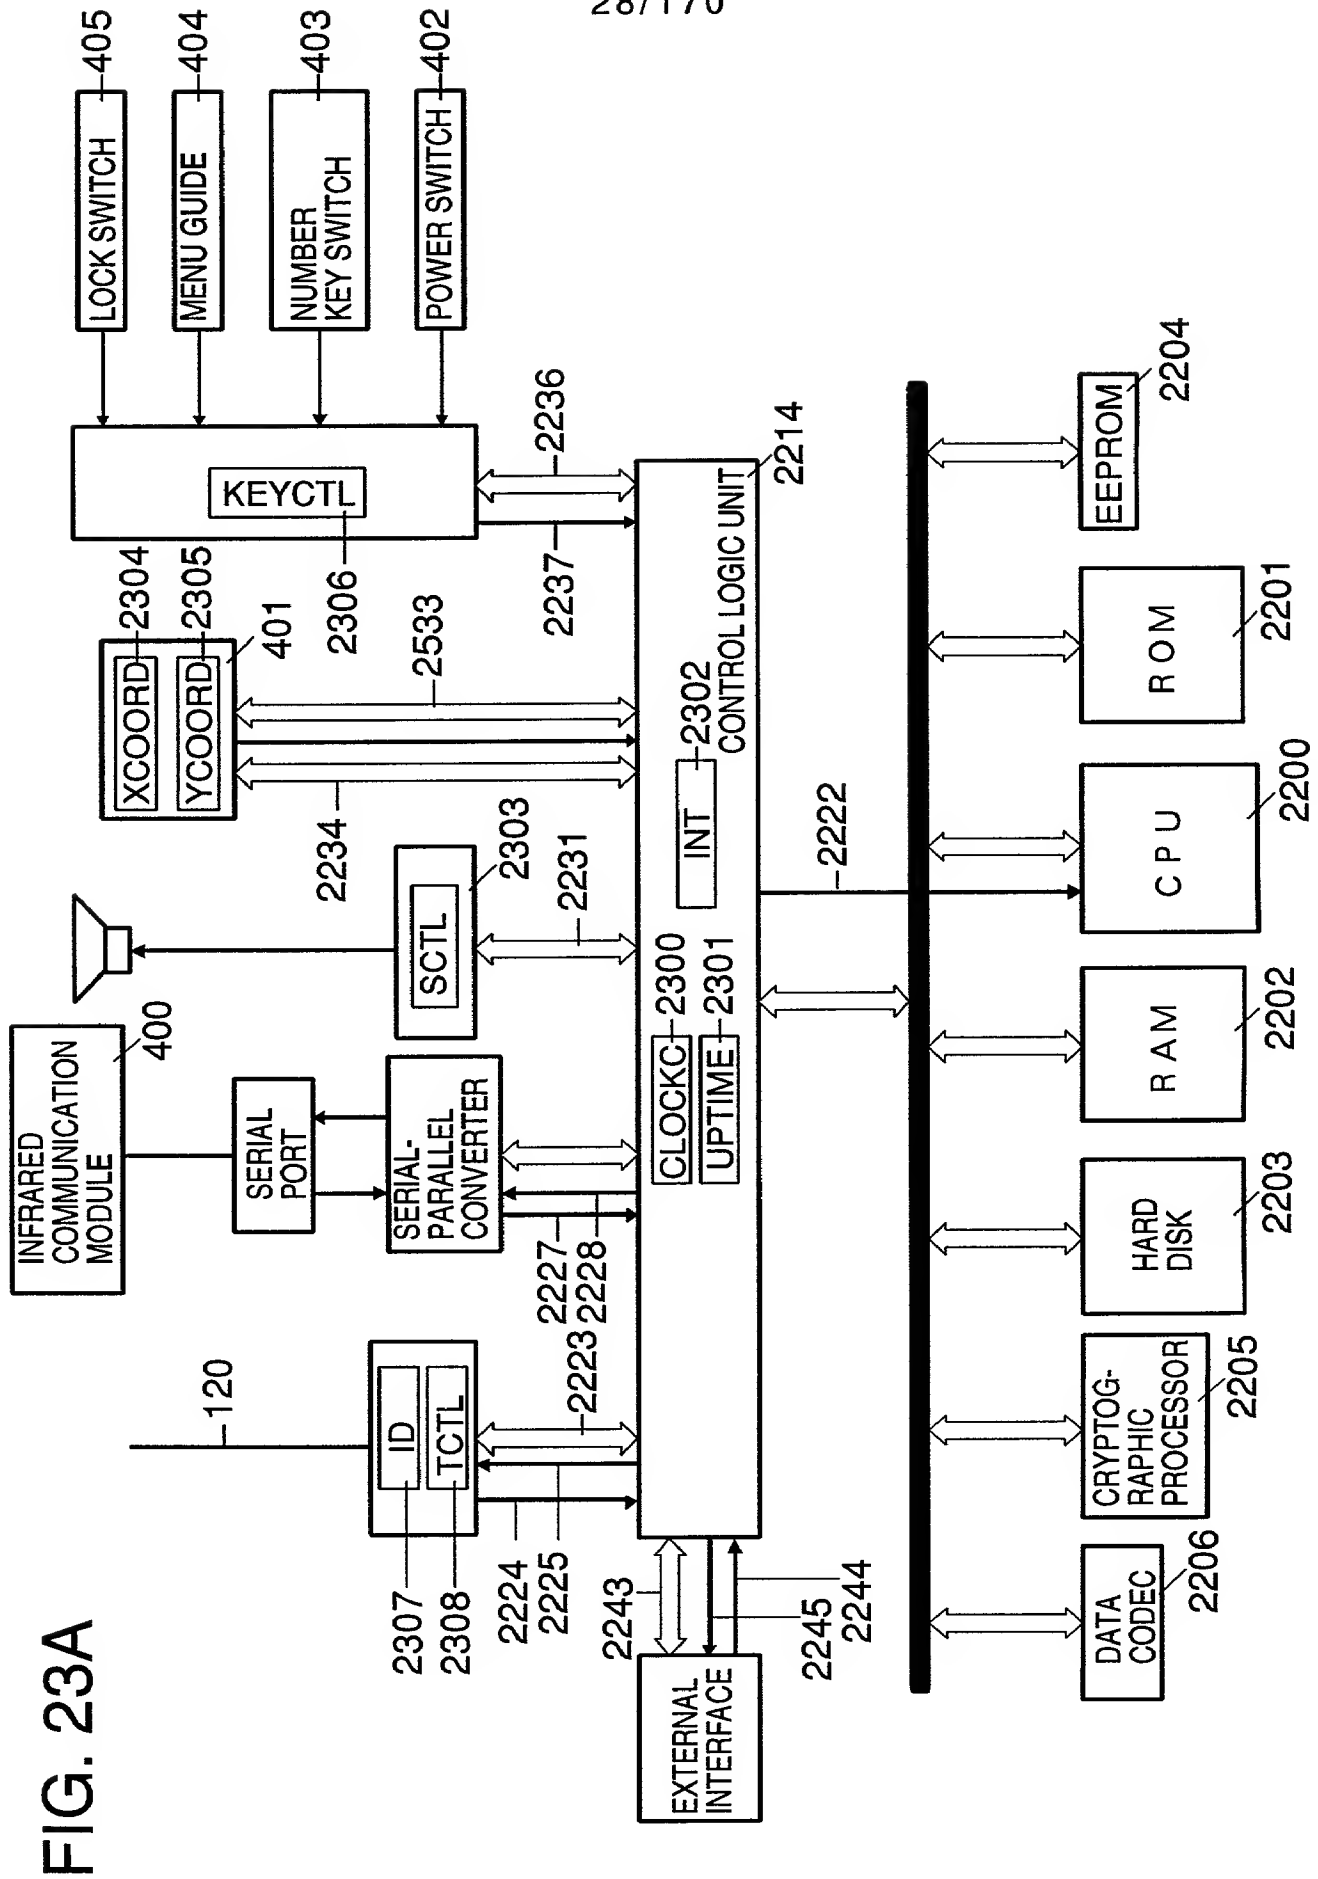 28/170
FIG. 23A
405
404
403
402
LOCK SWITCH
MENU GUIDE
NUMBER
KEY SWITCH
POWER SWITCH
KEYCTL
2306
2236
2237
XCOORD
YCOORD
2304
2305
401
2533
2234
SCTL
2303
2231
INFRARED
COMMUNICATION
MODULE
400
SERIAL
PORT
SERIAL-
PARALLEL
CONVERTER
2227
2228
120
ID
TCTL
2307
2308
2223
2224
2225
CLOCKC
2300
UPTIME
2301
INT
2302
CONTROL LOGIC UNIT
2214
2222
EXTERNAL
INTERFACE
2243
2245
2244
DATA
CODEC
2206
CRYPTOG-
RAPHIC
PROCESSOR
2205
HARD
DISK
2203
RAM
2202
CPU
2200
ROM
2201
EEPROM
2204